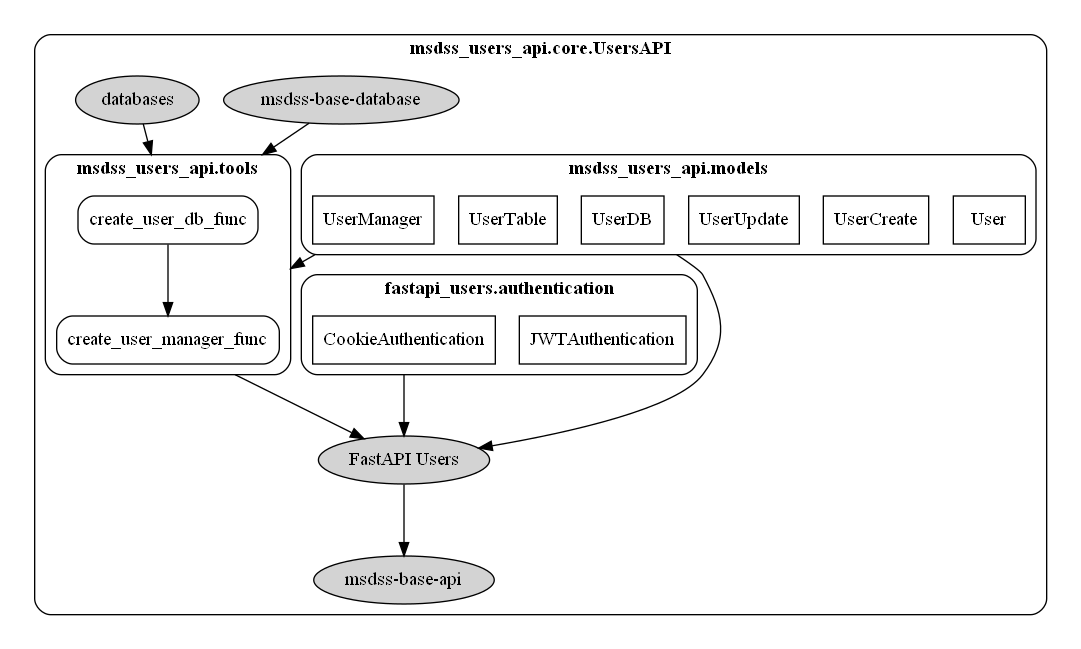 msdss_users_api.core.UsersAPI
databases
msdss-base-database
msdss_users_api.tools
msdss_users_api.models
create_user_db_func
UserManager
UserTable
UserDB
UserUpdate
UserCreate
User
fastapi_users.authentication
create_user_manager_func
CookieAuthentication
JWTAuthentication
FastAPI Users
msdss-base-api